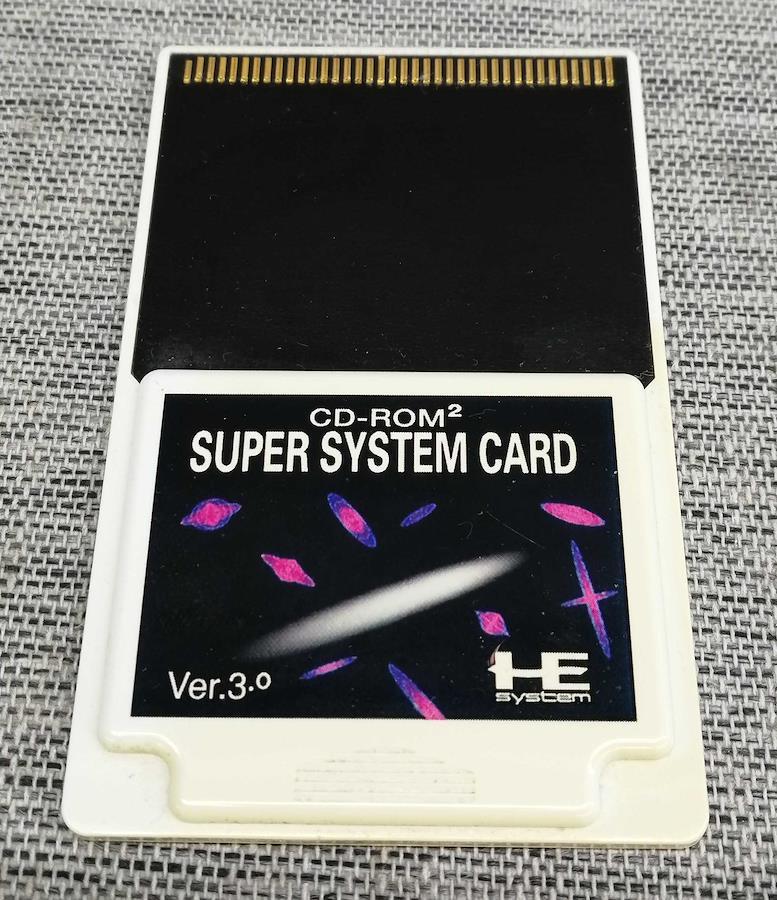 CD-ROM²
SUPER SYSTEM CARD
Ver.3.0
HE
system